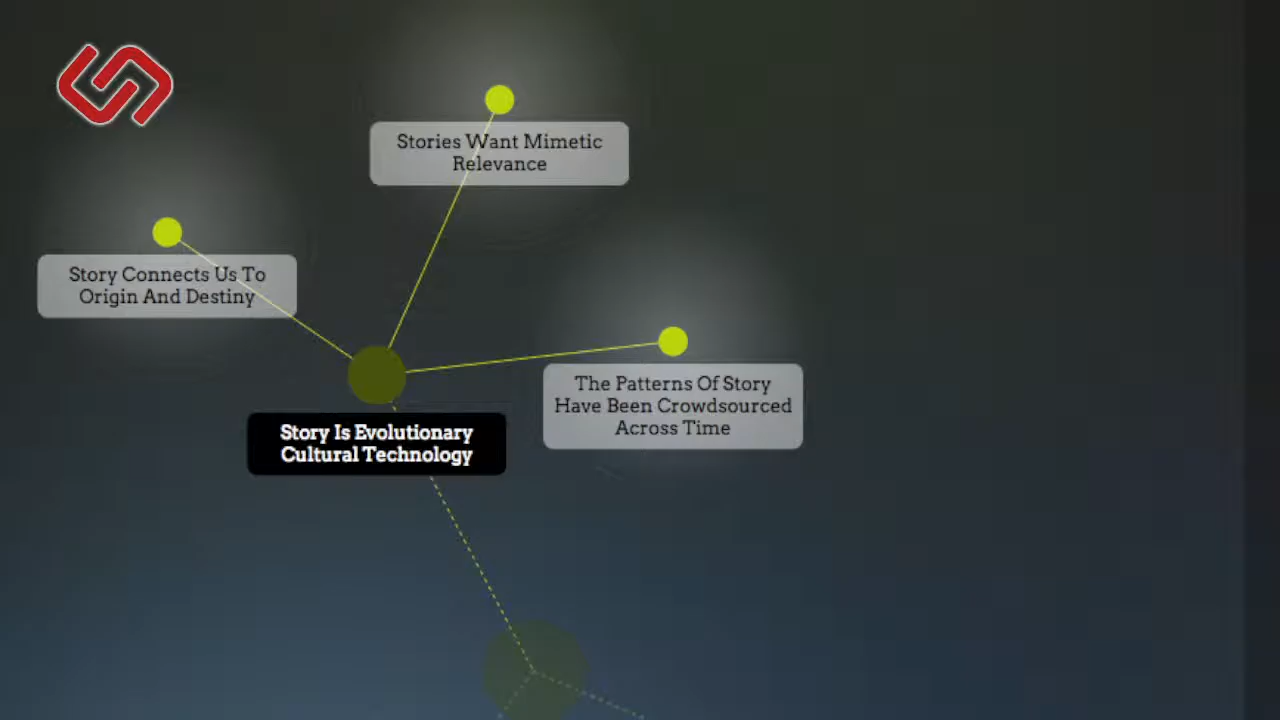 Stories Want Mimetic
Relevance
Story Connects Us To
Origin And Destiny
The Patterns Of Story
Have Been Crowdsourced
Across Time
Story Is Evolutionary
Cultural Technology